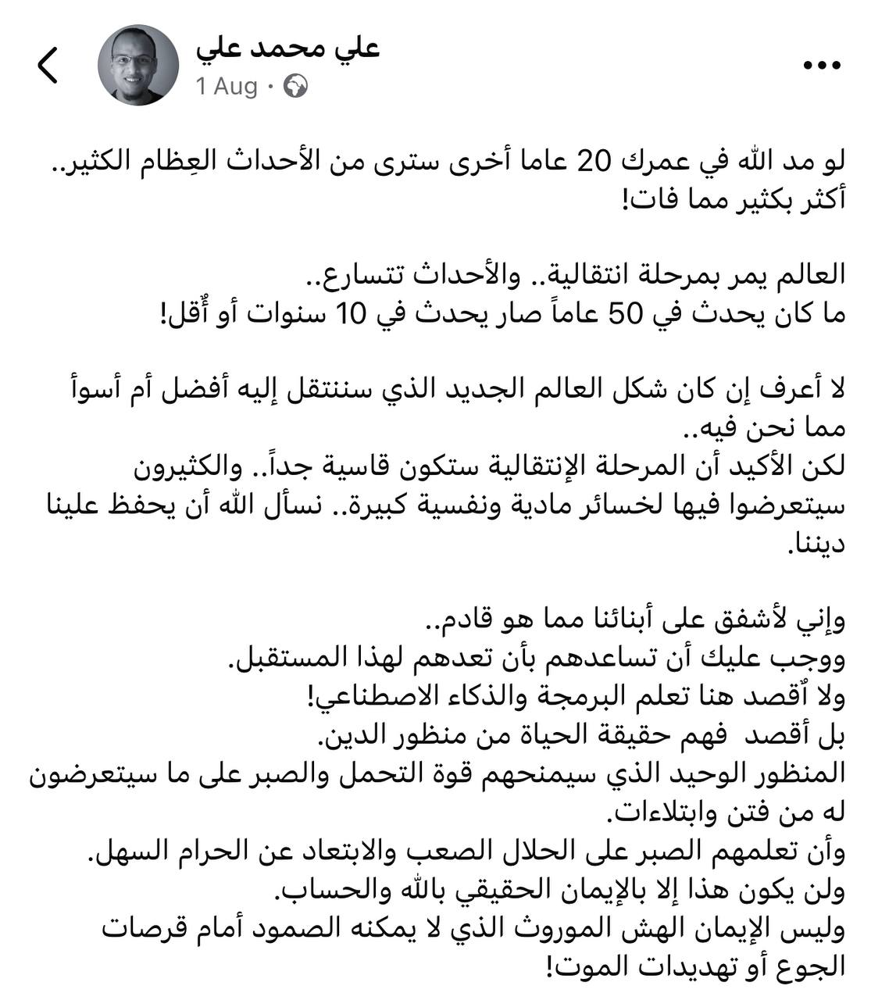 علي محمد علي
1 Aug ·
لو مد الله في عمرك 20 عاما أخرى سترى من الأحداث العِظام الكثير..
أكثر بكثير مما فات!
العالم يمر بمرحلة انتقالية.. والأحداث تتسارع..
ما كان يحدث في 50 عاماً صار يحدث في 10 سنوات أو أٌقل!
لا أعرف إن كان شكل العالم الجديد الذي سننتقل إليه أفضل أم أسوأ
مما نحن فيه..
لكن الأكيد أن المرحلة الإنتقالية ستكون قاسية جداً.. والكثيرون
سيتعرضوا فيها لخسائر مادية ونفسية كبيرة.. نسأل الله أن يحفظ علينا
ديننا.
وإني لأشفق على أبنائنا مما هو قادم..
ووجب عليك أن تساعدهم بأن تعدهم لهذا المستقبل.
ولا اٌقصد هنا تعلم البرمجة والذكاء الاصطناعي!
بل أقصد  فهم حقيقة الحياة من منظور الدين.
المنظور الوحيد الذي سيمنحهم قوة التحمل والصبر على ما سيتعرضون
له من فتن وابتلاءات.
وأن تعلمهم الصبر على الحلال الصعب والابتعاد عن الحرام السهل.
ولن يكون هذا إلا بالإيمان الحقيقي بالله والحساب.
وليس الإيمان الهش الموروث الذي لا يمكنه الصمود أمام قرصات
الجوع أو تهديدات الموت!